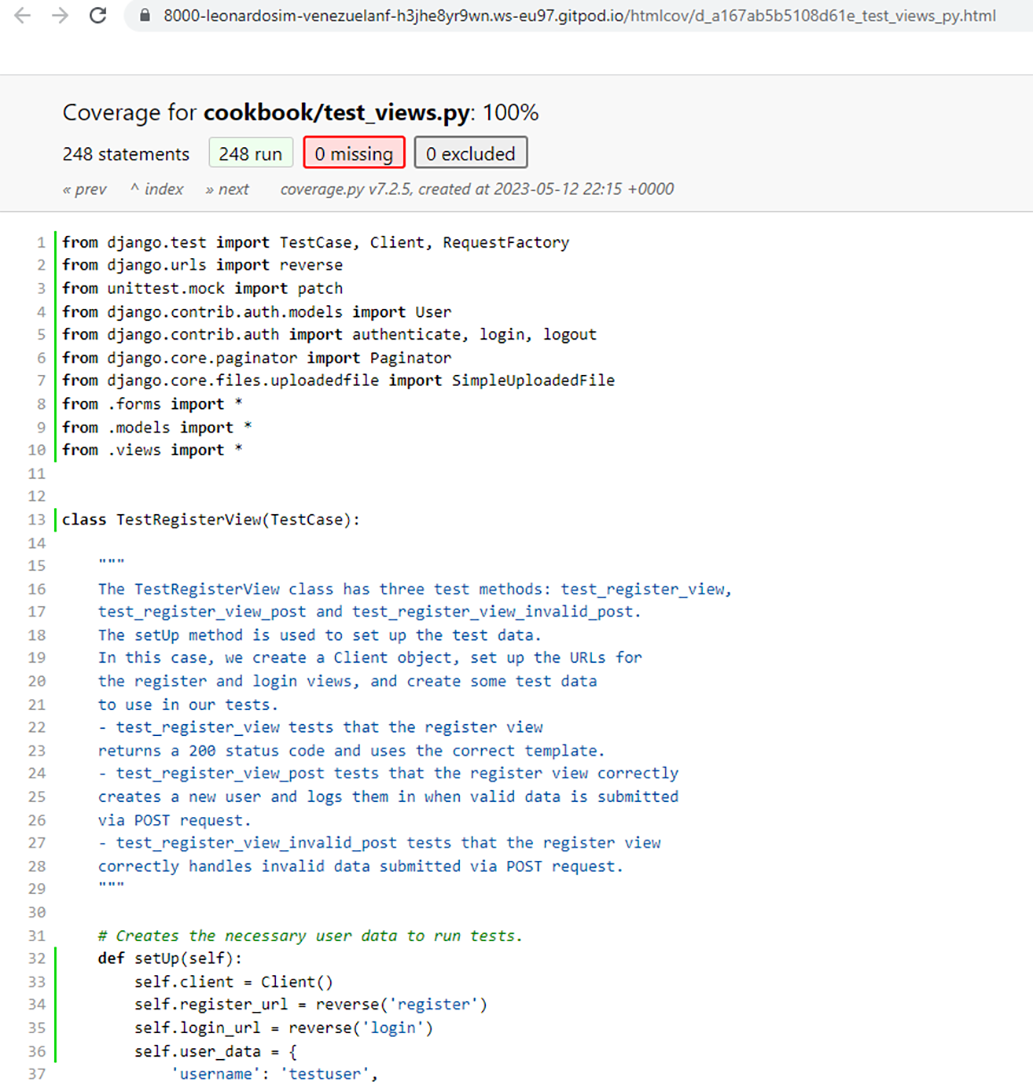 8000-leonardosim-venezuelanf-h3jhe8yr9wn.ws-eu97.gitpod.io/htmlcov/d_a167ab5b5108d61e_test_views_py.html
Coverage for cookbook/test_views.py: 100%
248 statements 248 run 0 missing 0 excluded
« prev ^ index » next coverage.py v7.2.5, created at 2023-05-12 22:15 +0000
1 from django.test import TestCase, Client, RequestFactory
2 from django.urls import reverse
3 from unittest.mock import patch
4 from django.contrib.auth.models import User
5 from django.contrib.auth import authenticate, login, logout
6 from django.core.paginator import Paginator
7 from django.core.files.uploadedfile import SimpleUploadedFile
8 from .forms import *
9 from .models import *
10 from .views import *
11
12
13 class TestRegisterView(TestCase):
14
15 """
16 The TestRegisterView class has three test methods: test_register_view,
17 test_register_view_post and test_register_view_invalid_post.
18 The setUp method is used to set up the test data.
19 In this case, we create a Client object, set up the URLs for
20 the register and login views, and create some test data
21 to use in our tests.
22 - test_register_view tests that the register view
23 returns a 200 status code and uses the correct template.
24 - test_register_view_post tests that the register view correctly
25 creates a new user and logs them in when valid data is submitted
26 via POST request.
27 - test_register_view_invalid_post tests that the register view
28 correctly handles invalid data submitted via POST request.
29 """
30
31 # Creates the necessary user data to run tests.
32 def setUp(self):
33 self.client = Client()
34 self.register_url = reverse('register')
35 self.login_url = reverse('login')
36 self.user_data = {
37 'username': 'testuser',